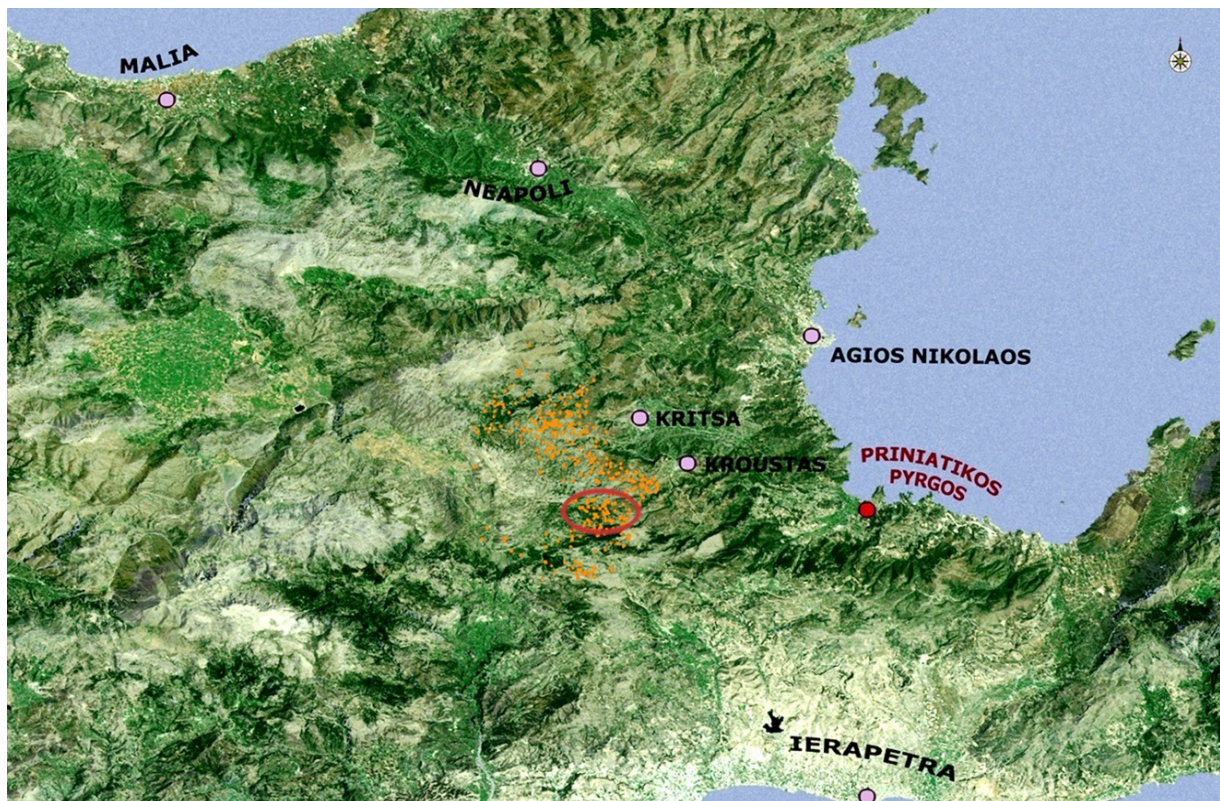 MALIA
NEAPOLI
AGIOS NIKOLAOS
KRITSA
KROUSTAS
PRINIATIKOS
PYRGOS
IERAPETRA